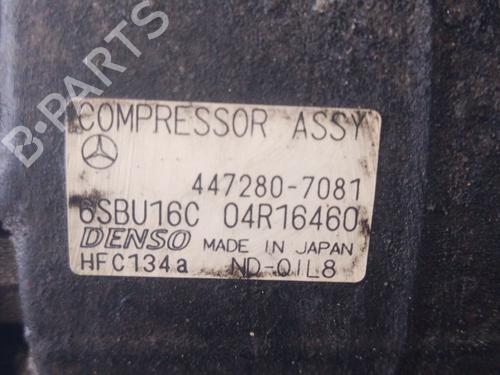 COMPRESSOR ASSY
447280-7081
6SBU16C 04R16460
DENSO MADE IN JAPAN
HFC134a ND-OIL8
B-PARTS